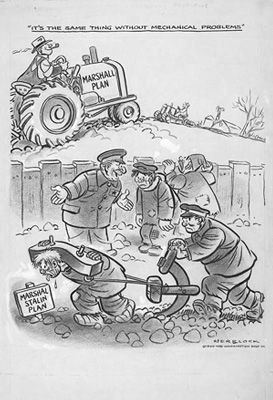 "IT'S THE SAME THING WITHOUT MECHANICAL PROBLEMS"
MARSHALL
PLAN
MARSHAL
STALIN
PLAN
HERBLOCK